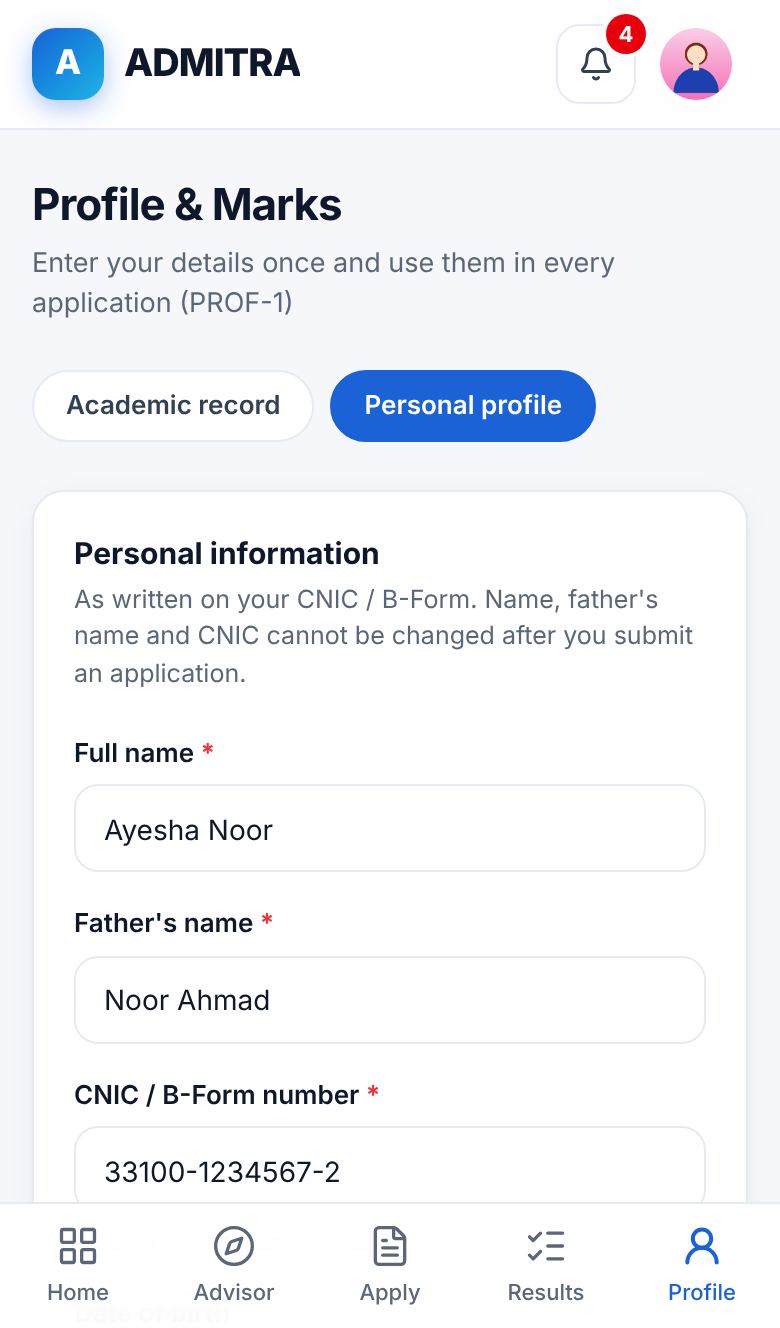 A
ADMITRA
4
Profile & Marks
Enter your details once and use them in every
application (PROF-1)
Academic record
Personal profile
Personal information
As written on your CNIC / B-Form. Name, father's
name and CNIC cannot be changed after you submit
an application.
Full name *
Ayesha Noor
Father's name *
Noor Ahmad
CNIC / B-Form number *
33100-1234567-2
Home
Advisor
Apply
Results
Profile
Date of birth